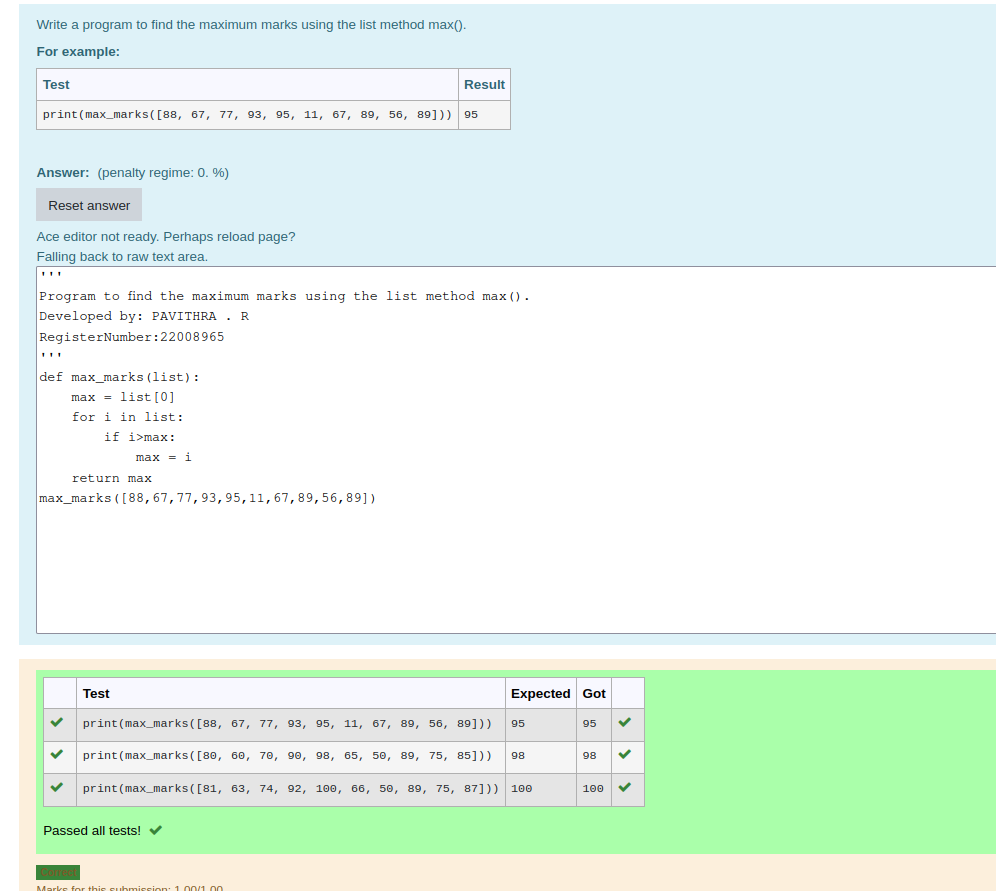 Write a program to find the maximum marks using the list method max().
For example:
Test Result
print(max_marks([88, 67, 77, 93, 95, 11, 67, 89, 56, 89])) 95
Answer: (penalty regime: 0. %)
Reset answer
Ace editor not ready. Perhaps reload page?
Falling back to raw text area.
'''
Program to find the maximum marks using the list method max().
Developed by: PAVITHRA . R
RegisterNumber:22008965
'''
def max_marks(list):
    max = list[0]
    for i in list:
        if i>max:
            max = i
    return max
max_marks([88,67,77,93,95,11,67,89,56,89])
Test Expected Got
print(max_marks([88, 67, 77, 93, 95, 11, 67, 89, 56, 89])) 95 95
print(max_marks([80, 60, 70, 90, 98, 65, 50, 89, 75, 85])) 98 98
print(max_marks([81, 63, 74, 92, 100, 66, 50, 89, 75, 87])) 100 100
Passed all tests!
Correct
Marks for this submission: 1.00/1.00.